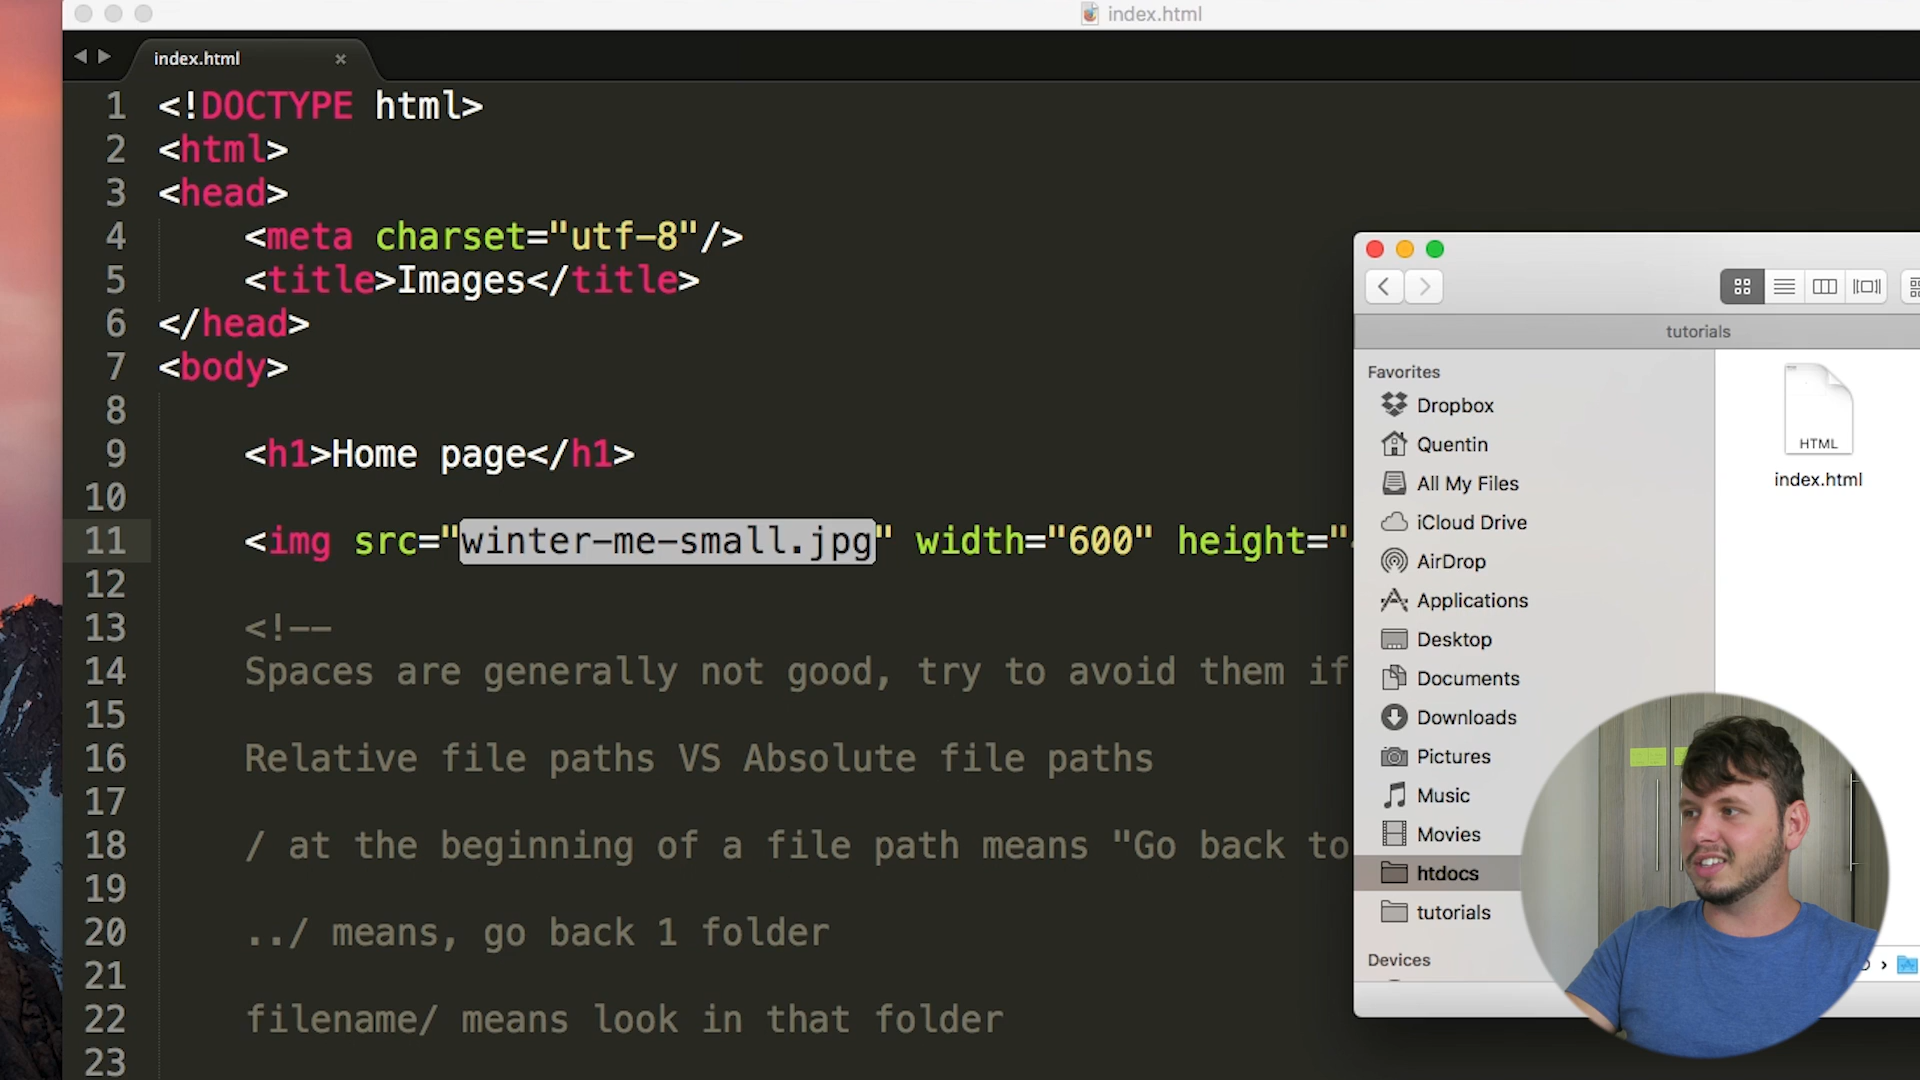 index.html
index.html
1 <!DOCTYPE html>
2 <html>
3 <head>
4 <meta charset="utf-8"/>
5 <title>Images</title>
6 </head>
7 <body>
8
9 <h1>Home page</h1>
10
11 <img src="winter-me-small.jpg" width="600" height="
12
13 <!--
14 Spaces are generally not good, try to avoid them if
15
16 Relative file paths VS Absolute file paths
17
18 / at the beginning of a file path means "Go back to
19
20 ../ means, go back 1 folder
21
22 filename/ means look in that folder
23
tutorials
Favorites
Dropbox
Quentin
All My Files
iCloud Drive
AirDrop
Applications
Desktop
Documents
Downloads
Pictures
Music
Movies
htdocs
tutorials
Devices
HTML
index.html